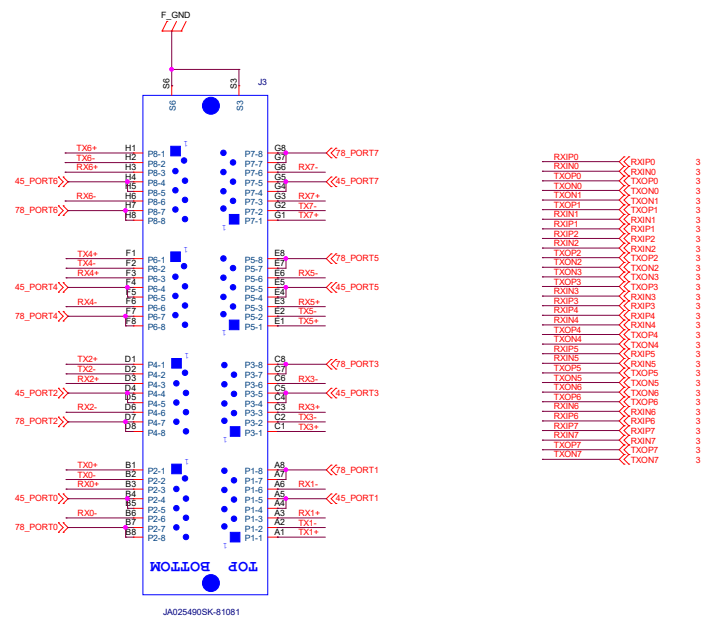 F_GND
S6 S3 J3
S6 S3
TX6+ H1 P8-1 1 P7-8 G8 78_PORT7
TX6- H2 P8-2 P7-7 G7
RX6+ H3 P8-3 P7-6 G6 RX7-
45_PORT6 H4 P8-4 P7-5 G5 45_PORT7
H5 P8-5 P7-4 G4
RX6- H6 P8-6 P7-3 G3 RX7+
78_PORT6 H7 P8-7 P7-2 G2 TX7-
H8 P8-8 1 P7-1 G1 TX7+
TX4+ F1 P6-1 1 P5-8 E8 78_PORT5
TX4- F2 P6-2 P5-7 E7
RX4+ F3 P6-3 P5-6 E6 RX5-
45_PORT4 F4 P6-4 P5-5 E5 45_PORT5
F5 P6-5 P5-4 E4
RX4- F6 P6-6 P5-3 E3 RX5+
78_PORT4 F7 P6-7 P5-2 E2 TX5-
F8 P6-8 1 P5-1 E1 TX5+
TX2+ D1 P4-1 1 P3-8 C8 78_PORT3
TX2- D2 P4-2 P3-7 C7
RX2+ D3 P4-3 P3-6 C6 RX3-
45_PORT2 D4 P4-4 P3-5 C5 45_PORT3
D5 P4-5 P3-4 C4
RX2- D6 P4-6 P3-3 C3 RX3+
78_PORT2 D7 P4-7 P3-2 C2 TX3-
D8 P4-8 1 P3-1 C1 TX3+
TX0+ B1 P2-1 1 P1-8 A8 78_PORT1
TX0- B2 P2-2 P1-7 A7
RX0+ B3 P2-3 P1-6 A6 RX1-
45_PORT0 B4 P2-4 P1-5 A5 45_PORT1
B5 P2-5 P1-4 A4
RX0- B6 P2-6 P1-3 A3 RX1+
78_PORT0 B7 P2-7 P1-2 A2 TX1-
B8 P2-8 1 P1-1 A1 TX1+
BOTTOM TOP
JA025490SK-81081
RXIP0 RXIP0 3
RXIN0 RXIN0 3
TXOP0 TXOP0 3
TXON0 TXON0 3
TXON1 TXON1 3
TXOP1 TXOP1 3
RXIN1 RXIN1 3
RXIP1 RXIP1 3
RXIP2 RXIP2 3
RXIN2 RXIN2 3
TXOP2 TXOP2 3
TXON2 TXON2 3
TXON3 TXON3 3
TXOP3 TXOP3 3
RXIN3 RXIN3 3
RXIP3 RXIP3 3
RXIP4 RXIP4 3
RXIN4 RXIN4 3
TXOP4 TXOP4 3
TXON4 TXON4 3
RXIP5 RXIP5 3
RXIN5 RXIN5 3
TXOP5 TXOP5 3
TXON5 TXON5 3
TXON6 TXON6 3
TXOP6 TXOP6 3
RXIN6 RXIN6 3
RXIP6 RXIP6 3
RXIP7 RXIP7 3
RXIN7 RXIN7 3
TXOP7 TXOP7 3
TXON7 TXON7 3